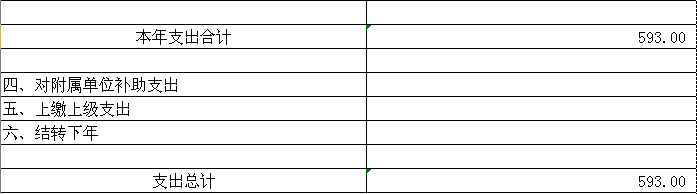 本年支出合计 593.00
四、对附属单位补助支出
五、上缴上级支出
六、结转下年
支出总计 593.00